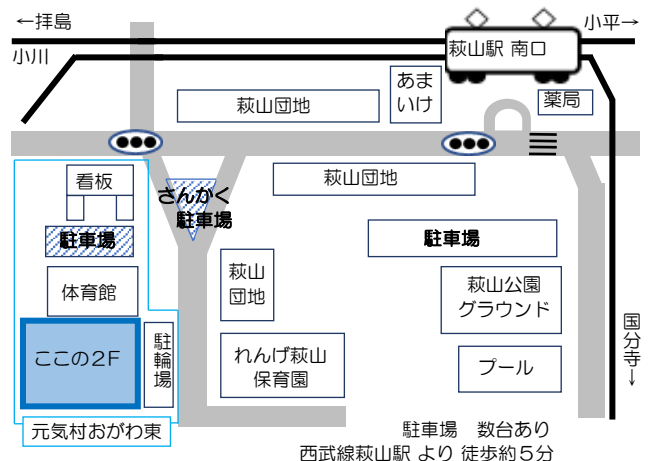 ←拝島
小平→
小川
萩山駅 南口
あま
いけ
薬局
萩山団地
萩山団地
看板
さんかく
駐車場
駐車場
駐車場
体育館
萩山
団地
萩山公園
グラウンド
ここの2F
駐
輪
場
れんげ萩山
保育園
プール
国
分
寺
↓
元気村おがわ東
駐車場 数台あり
西武線萩山駅 より 徒歩約5分